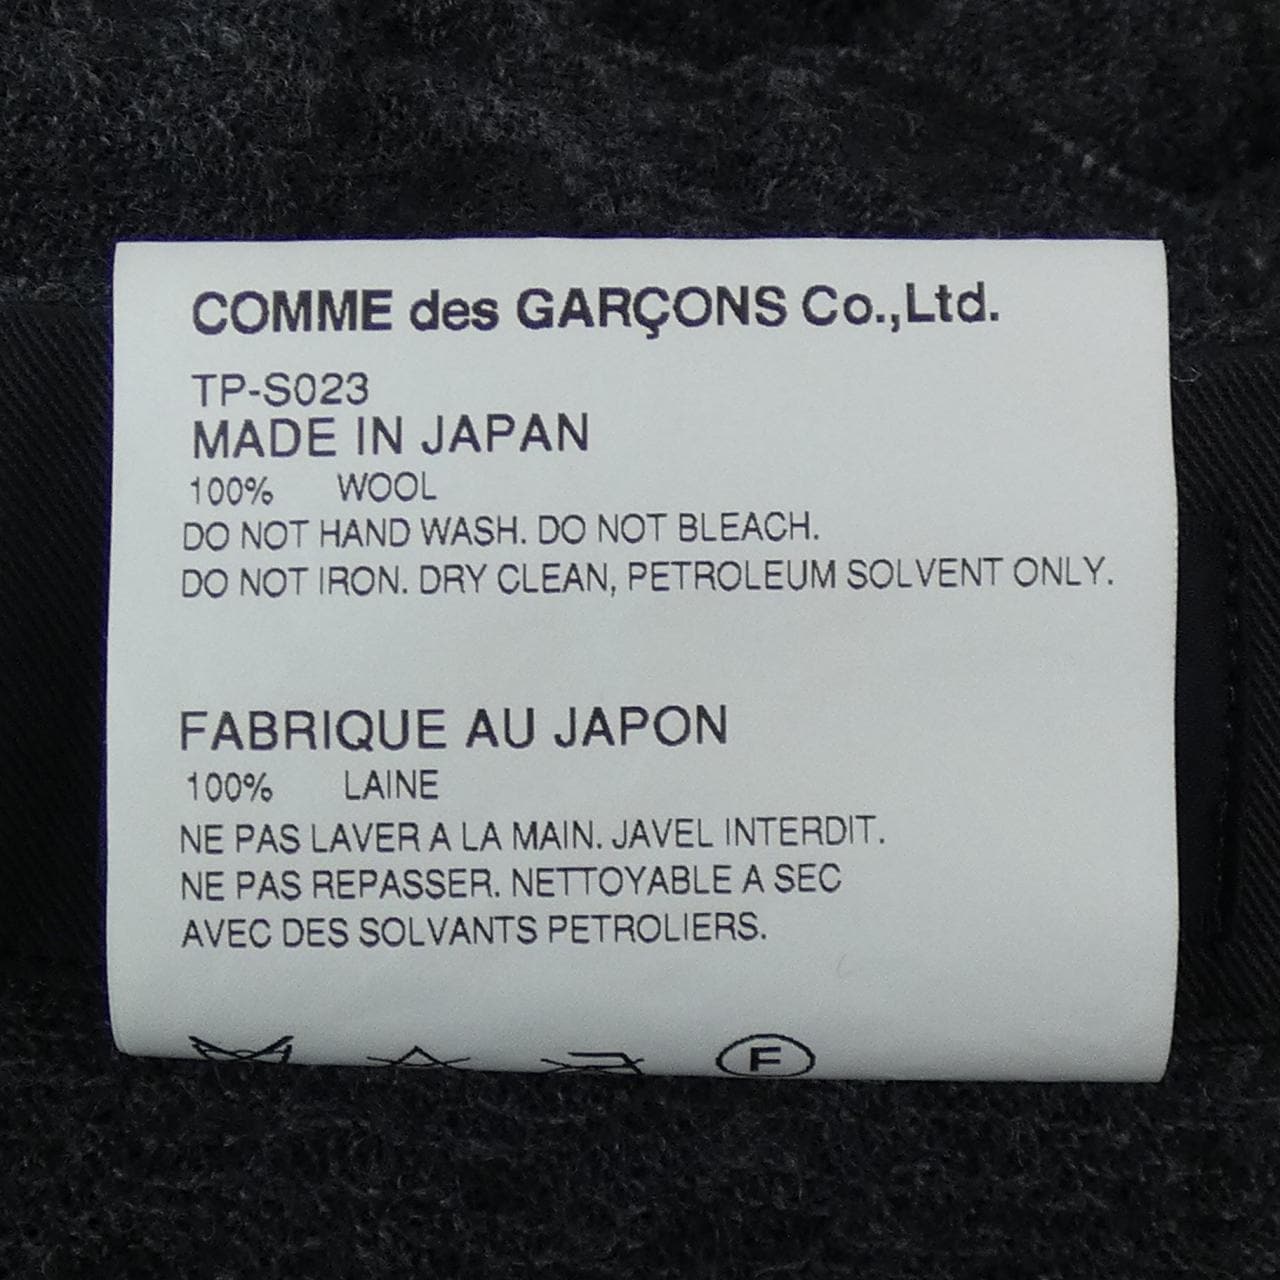 COMME des GARÇONS Co.,Ltd.
TP-S023
MADE IN JAPAN
100% WOOL
DO NOT HAND WASH. DO NOT BLEACH.
DO NOT IRON. DRY CLEAN, PETROLEUM SOLVENT ONLY.
FABRIQUE AU JAPON
100% LAINE
NE PAS LAVER A LA MAIN. JAVEL INTERDIT.
NE PAS REPASSER. NETTOYABLE A SEC
AVEC DES SOLVANTS PETROLIERS.
F